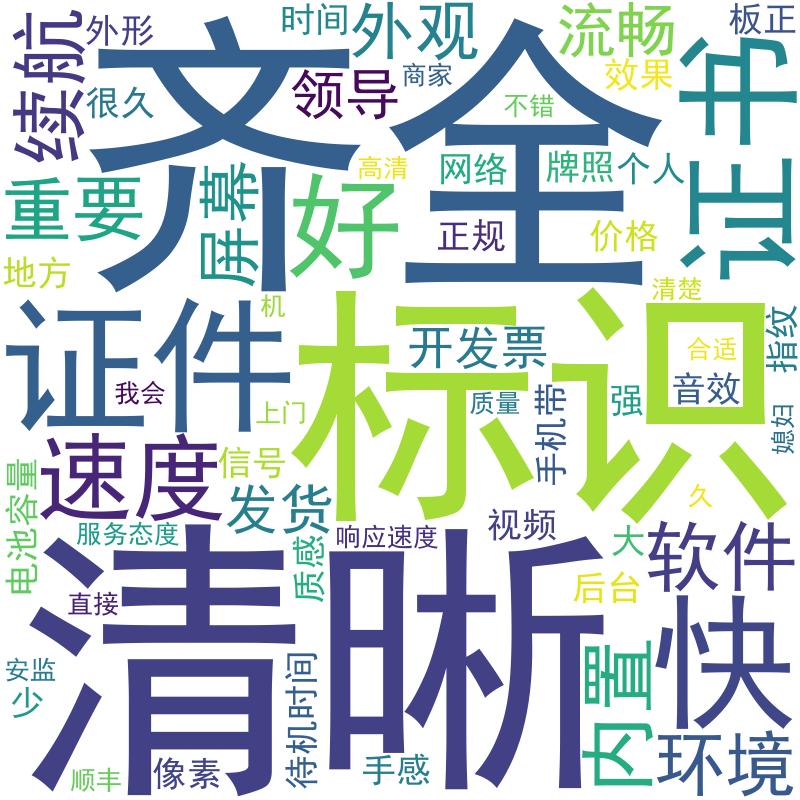 续航
外形
时间
外观
流畅
板正
齐全
很久
领导
商家
效果
不错
证书
重要
屏幕
高清
好
网络
牌照
个人
正规
价格
地方
清楚
证件
机
标识
开发票
合适
指纹
音效
我会
上门
质量
手机带
强
媳妇
速度
信号
久
电池容量
发货
服务态度
响应速度
视频
大
软件
清晰
质感
后台
直接
快
安监
少
待机时间
内置
环境
顺丰
像素
手感